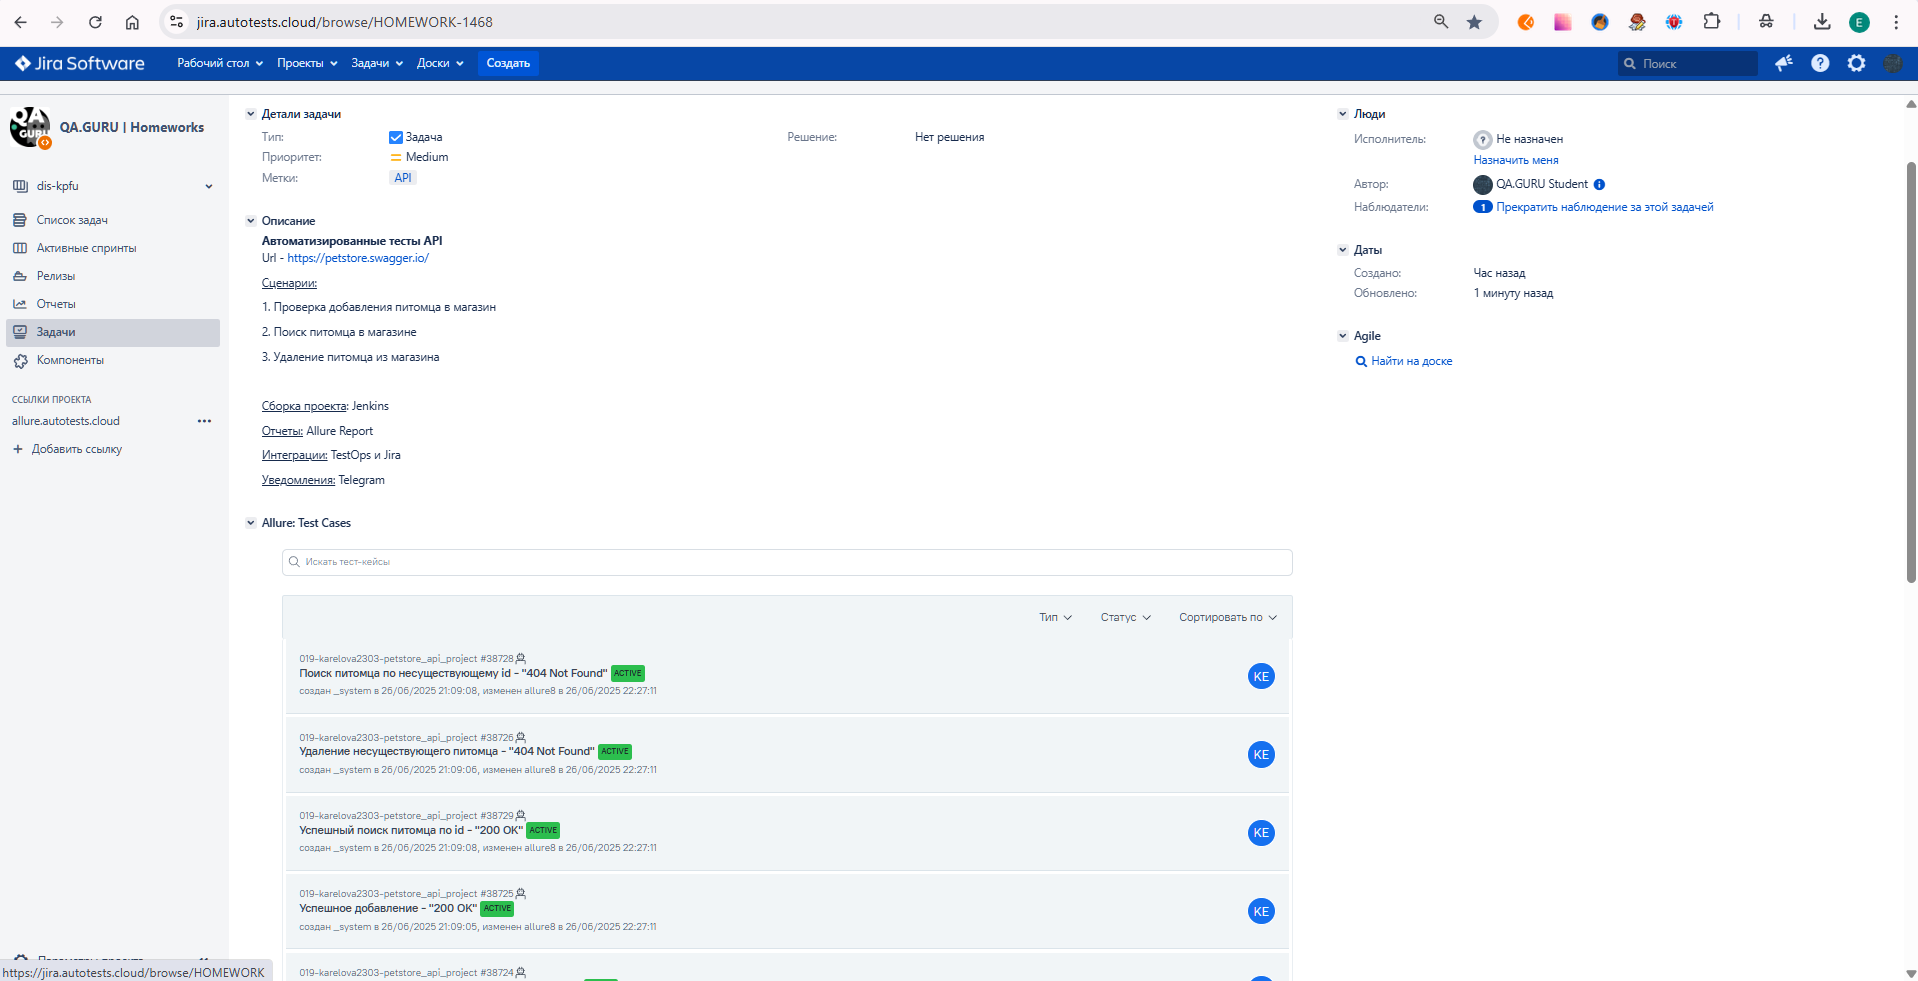 jira.autotests.cloud/browse/HOMEWORK-1468
E
Jira Software
Рабочий стол
Проекты
Задачи
Доски
Создать
Поиск
QA GURU
QA.GURU | Homeworks
dis-kpfu
Список задач
Активные спринты
Релизы
Отчеты
Задачи
Компоненты
ССЫЛКИ ПРОЕКТА
allure.autotests.cloud
Добавить ссылку
https://jira.autotests.cloud/browse/HOMEWORK
Детали задачи
Тип: Задача
Решение: Нет решения
Приоритет: Medium
Метки: API
Описание
Автоматизированные тесты API
Url - https://petstore.swagger.io/
Сценарии:
1. Проверка добавления питомца в магазин
2. Поиск питомца в магазине
3. Удаление питомца из магазина
Сборка проекта: Jenkins
Отчеты: Allure Report
Интеграции: TestOps и Jira
Уведомления: Telegram
Allure: Test Cases
Искать тест-кейсы
Тип
Статус
Сортировать по
019-karelova2303-petstore_api_project #38728
Поиск питомца по несуществующему id - "404 Not Found" ACTIVE
создан _system в 26/06/2025 21:09:08, изменен allure8 в 26/06/2025 22:27:11
KE
019-karelova2303-petstore_api_project #38726
Удаление несуществующего питомца - "404 Not Found" ACTIVE
создан _system в 26/06/2025 21:09:06, изменен allure8 в 26/06/2025 22:27:11
KE
019-karelova2303-petstore_api_project #38729
Успешный поиск питомца по id - "200 OK" ACTIVE
создан _system в 26/06/2025 21:09:08, изменен allure8 в 26/06/2025 22:27:11
KE
019-karelova2303-petstore_api_project #38725
Успешное добавление - "200 OK" ACTIVE
создан _system в 26/06/2025 21:09:05, изменен allure8 в 26/06/2025 22:27:11
KE
019-karelova2303-petstore_api_project #38724
Люди
Исполнитель: Не назначен
Назначить меня
Автор: QA.GURU Student
Наблюдатели: 1 Прекратить наблюдение за этой задачей
Даты
Создано: Час назад
Обновлено: 1 минуту назад
Agile
Найти на доске